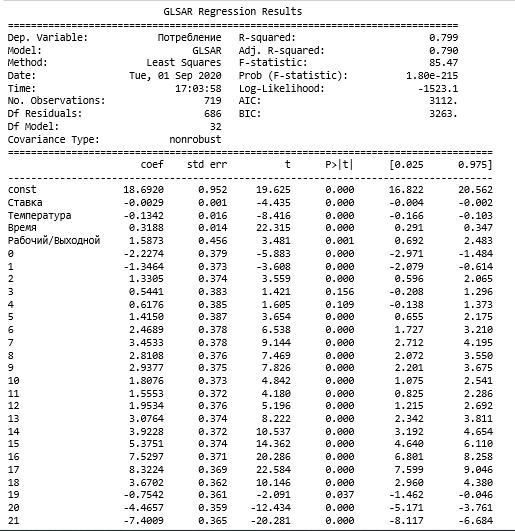 GLSAR Regression Results
==============================================================================
Dep. Variable: Потребление R-squared: 0.799
Model: GLSAR Adj. R-squared: 0.790
Method: Least Squares F-statistic: 85.47
Date: Tue, 01 Sep 2020 Prob (F-statistic): 1.80e-215
Time: 17:03:58 Log-Likelihood: -1523.1
No. Observations: 719 AIC: 3112.
Df Residuals: 686 BIC: 3263.
Df Model: 32
Covariance Type: nonrobust
==============================================================================
coef std err t P>|t| [0.025 0.975]
------------------------------------------------------------------------------
const 18.6920 0.952 19.625 0.000 16.822 20.562
Ставка -0.0029 0.001 -4.435 0.000 -0.004 -0.002
Температура -0.1342 0.016 -8.416 0.000 -0.166 -0.103
Время 0.3188 0.014 22.315 0.000 0.291 0.347
Рабочий/Выходной 1.5873 0.456 3.481 0.001 0.692 2.483
0 -2.2274 0.379 -5.883 0.000 -2.971 -1.484
1 -1.3464 0.373 -3.608 0.000 -2.079 -0.614
2 1.3305 0.374 3.559 0.000 0.596 2.065
3 0.5441 0.383 1.421 0.156 -0.208 1.296
4 0.6176 0.385 1.605 0.109 -0.138 1.373
5 1.4150 0.387 3.654 0.000 0.655 2.175
6 2.4689 0.378 6.538 0.000 1.727 3.210
7 3.4533 0.378 9.144 0.000 2.712 4.195
8 2.8108 0.376 7.469 0.000 2.072 3.550
9 2.9377 0.375 7.826 0.000 2.201 3.675
10 1.8076 0.373 4.842 0.000 1.075 2.541
11 1.5553 0.372 4.180 0.000 0.825 2.286
12 1.9534 0.376 5.196 0.000 1.215 2.692
13 3.0764 0.374 8.222 0.000 2.342 3.811
14 3.9228 0.372 10.537 0.000 3.192 4.654
15 5.3751 0.374 14.362 0.000 4.640 6.110
16 7.5297 0.371 20.286 0.000 6.801 8.258
17 8.3224 0.369 22.584 0.000 7.599 9.046
18 3.6702 0.362 10.146 0.000 2.960 4.380
19 -0.7542 0.361 -2.091 0.037 -1.462 -0.046
20 -4.4657 0.359 -12.434 0.000 -5.171 -3.761
21 -7.4009 0.365 -20.281 0.000 -8.117 -6.684